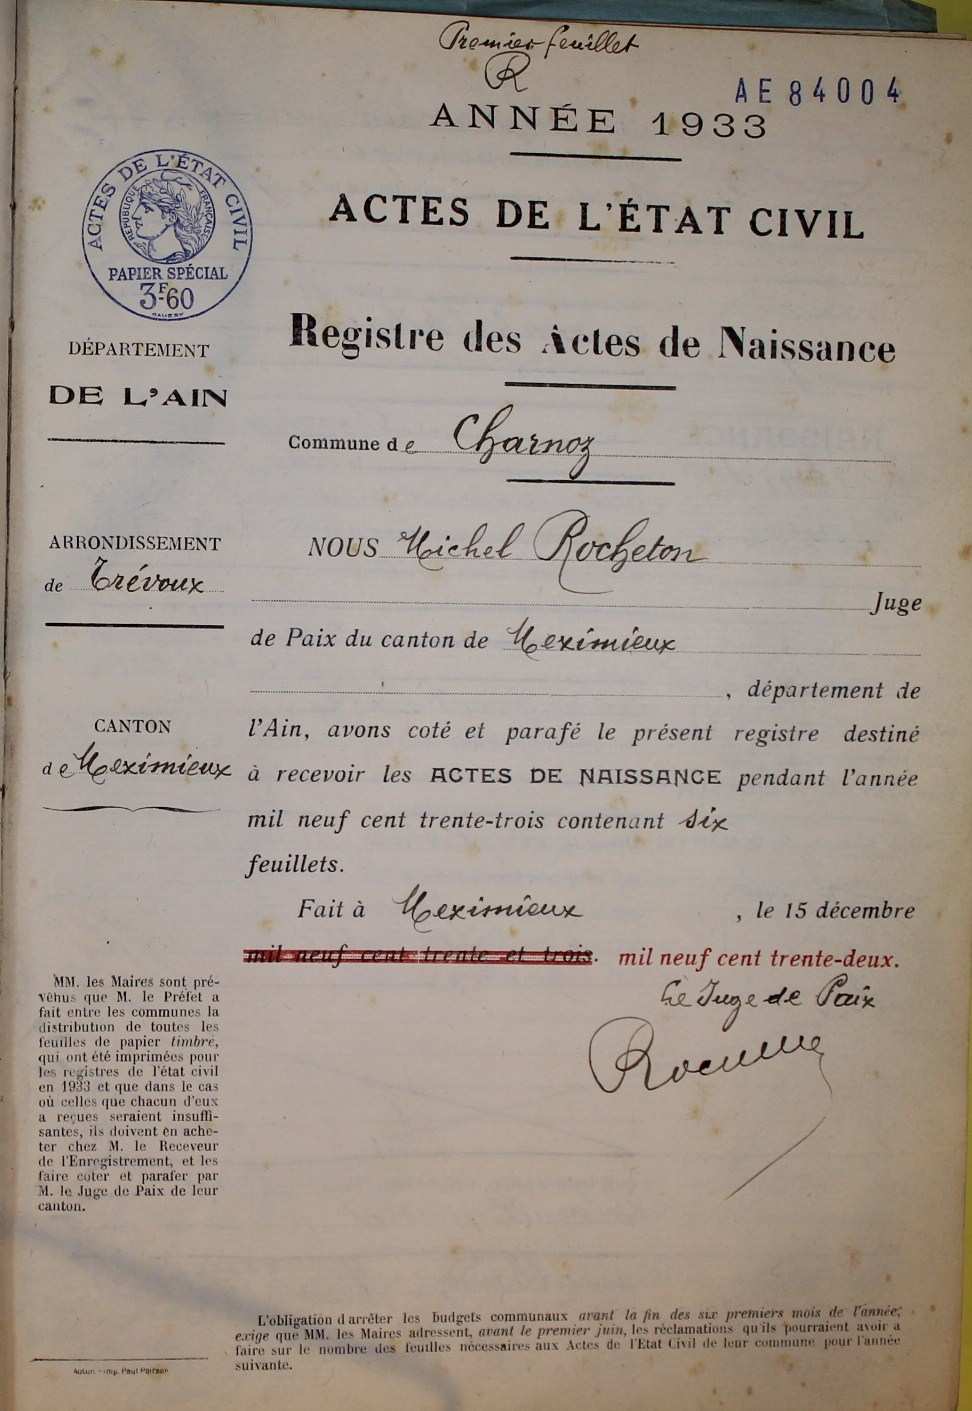 Premier feuillet
R
AE 84004
ANNÉE 1933
ACTES DE L'ÉTAT CIVIL
ACTES DE L'ÉTAT CIVIL
RÉPUBLIQUE FRANÇAISE
PAPIER SPÉCIAL
3F.60
Registre des Actes de Naissance
DÉPARTEMENT
DE L'AIN
Commune de Charnoz
ARRONDISSEMENT
de Trévoux
NOUS Michel Rocheton
Juge
de Paix du canton de Meximieux
, département de
CANTON
de Meximieux
l'Ain, avons coté et parafé le présent registre destiné
à recevoir les ACTES DE NAISSANCE pendant l'année
mil neuf cent trente-trois contenant six
feuillets.
Fait à Meximieux , le 15 décembre
mil neuf cent trente et trois. mil neuf cent trente-deux.
Le Juge de Paix
MM. les Maires sont pré-
venus que M. le Préfet a
fait entre les communes la
distribution de toutes les
feuilles de papier timbré,
qui ont été imprimées pour
les registres de l'état civil
en 1933 et que dans le cas
où celles que chacun d'eux
a reçues seraient insuffi-
santes, ils doivent en ache-
ter chez M. le Receveur
de l'Enregistrement, et les
faire coter et parafer par
M. le Juge de Paix de leur
canton.
L'obligation d'arrêter les budgets communaux avant la fin des six premiers mois de l'année,
exige que MM. les Maires adressent, avant le premier juin, les réclamations qu'ils pourraient avoir à
faire sur le nombre des feuilles nécessaires aux Actes de l'Etat Civil de leur commune pour l'année
suivante.
Autun - Imp. Paul Poirson